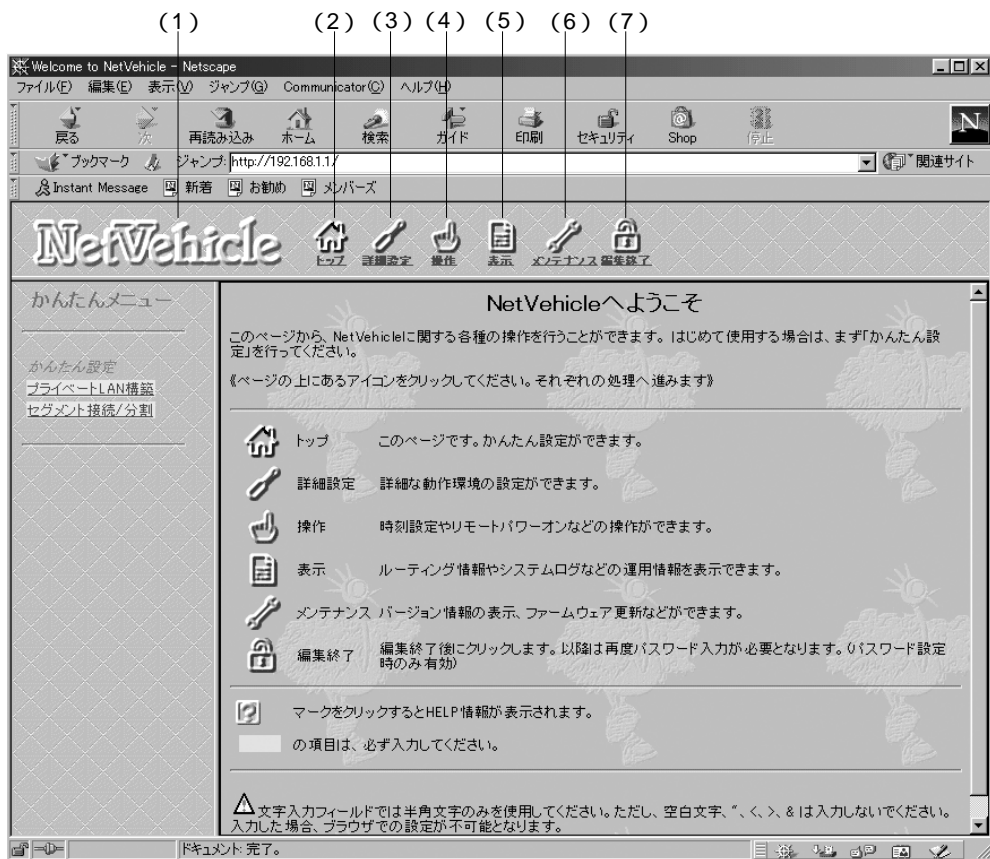 (1) (2) (3) (4) (5) (6) (7)
Welcome to NetVehicle - Netscape
ファイル(F) 編集(E) 表示(V) ジャンプ(G) Communicator(C) ヘルプ(H)
戻る 次 再読み込み ホーム 検索 ガイド 印刷 セキュリティ Shop 停止
N
ブックマーク ジャンプ: http://192.168.1.1/ 関連サイト
Instant Message 新着 お勧め メンバーズ
NetVehicle トップ 詳細設定 操作 表示 メンテナンス 編集終了
かんたんメニュー
かんたん設定
プライベートLAN構築
セグメント接続/分割
NetVehicleへようこそ
このページから、NetVehicleに関する各種の操作を行うことができます。はじめて使用する場合は、まず「かんたん設
定」を行ってください。
《ページの上にあるアイコンをクリックしてください。それぞれの処理へ進みます》
トップ このページです。かんたん設定ができます。
詳細設定 詳細な動作環境の設定ができます。
操作 時刻設定やリモートパワーオンなどの操作ができます。
表示 ルーティング情報やシステムログなどの運用情報を表示できます。
メンテナンス バージョン情報の表示、ファームウェア更新などができます。
編集終了 編集終了後にクリックします。以降は再度パスワード入力が必要となります。(パスワード設定
時のみ有効)
? マークをクリックするとHELP情報が表示されます。
の項目は、必ず入力してください。
文字入力フィールドでは半角文字のみを使用してください。ただし、空白文字、"、<、>、& は入力しないでください。
入力した場合、ブラウザでの設定が不可能となります。
ドキュメント: 完了。